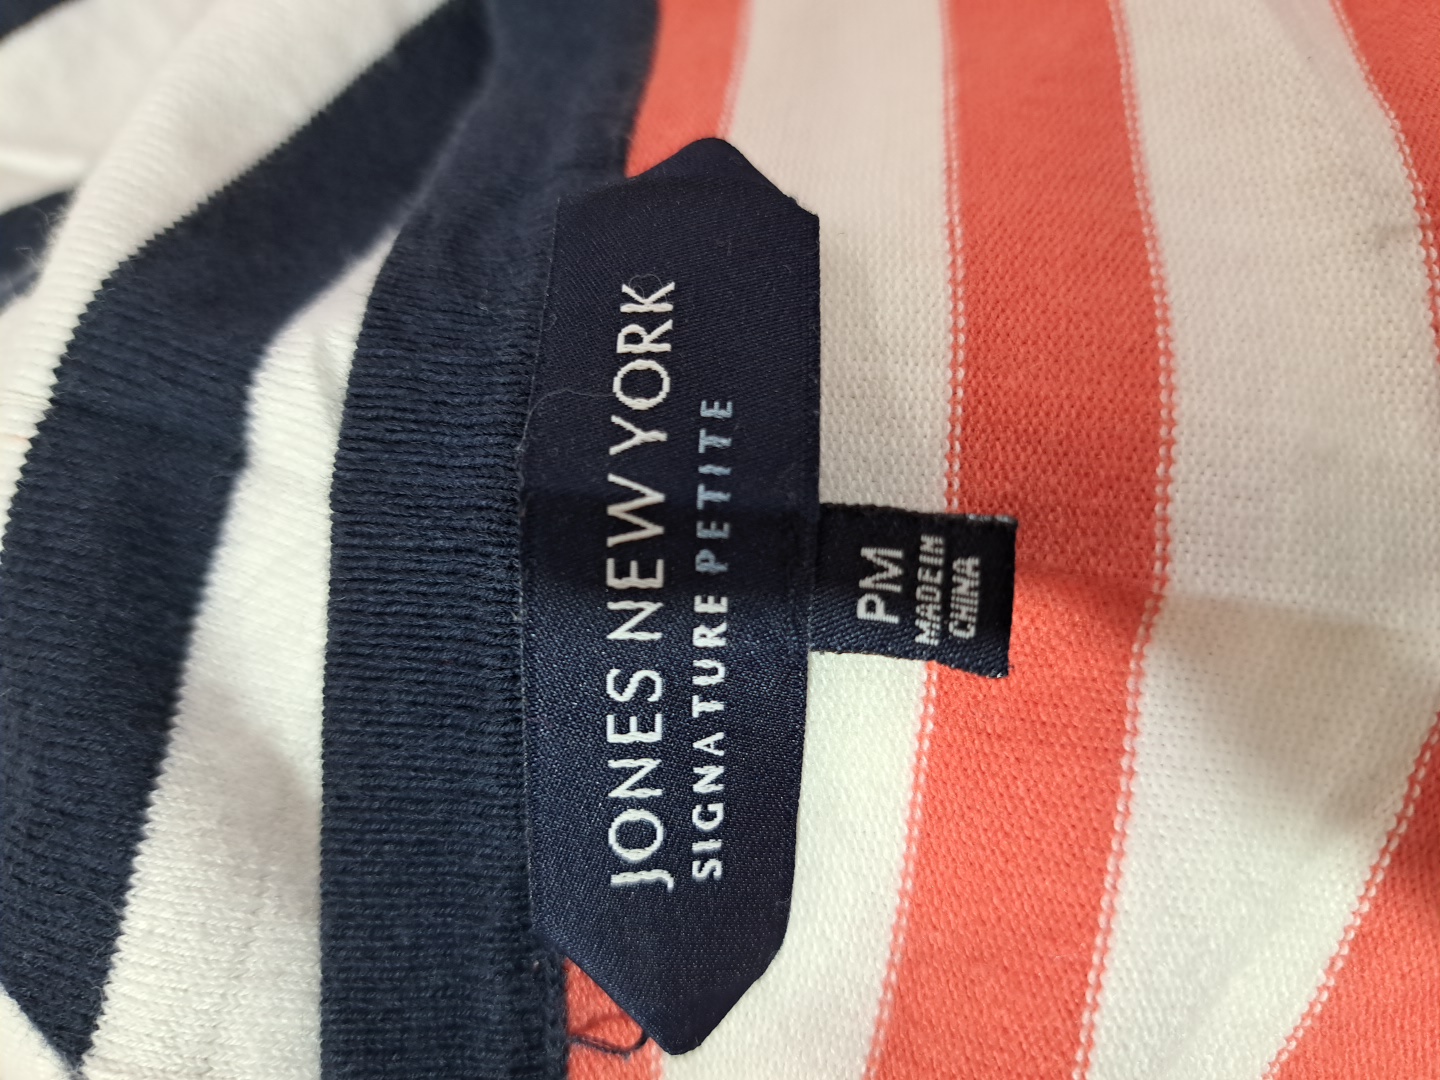 JONES NEW YORK
SIGNATURE PETITE
PM
MADE IN
CHINA